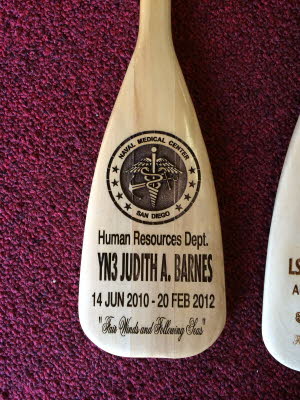 NAVAL MEDICAL CENTER
SAN DIEGO
Human Resources Dept.
YN3 JUDITH A. BARNES
14 JUN 2010 - 20 FEB 2012
"Fair Winds and Following Seas"
LS
A